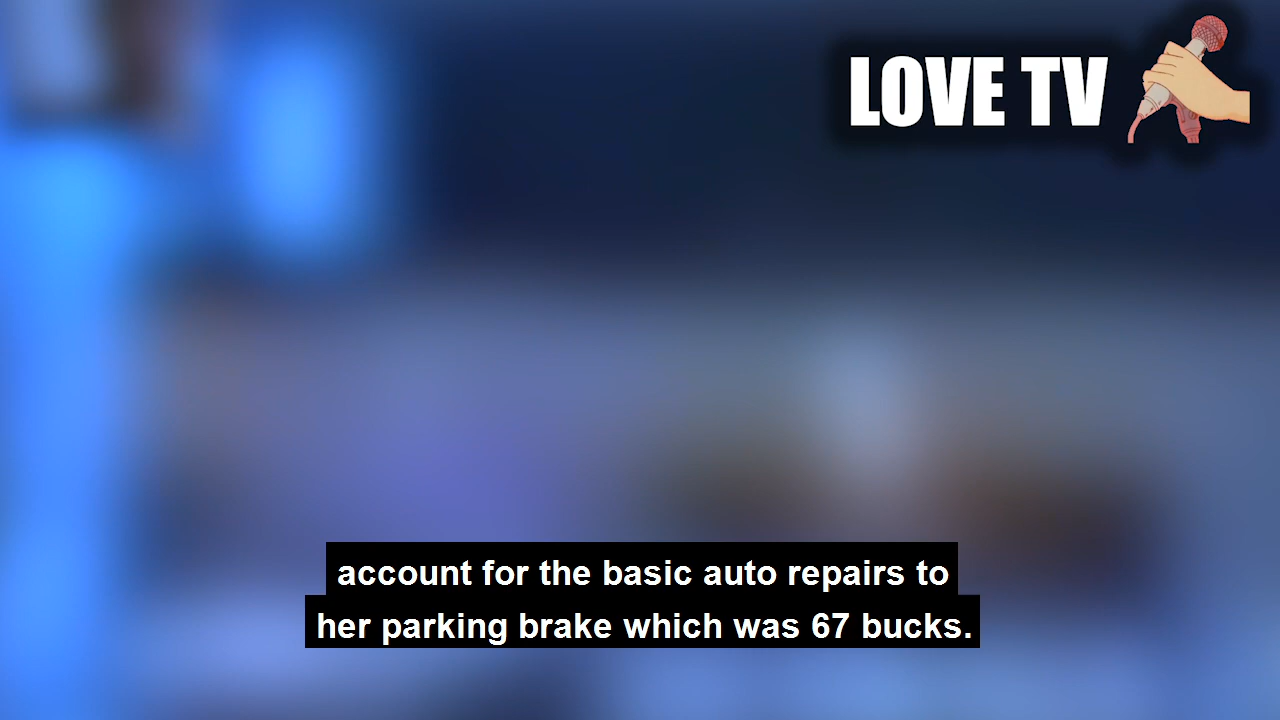 LOVE TV
account for the basic auto repairs to
her parking brake which was 67 bucks.